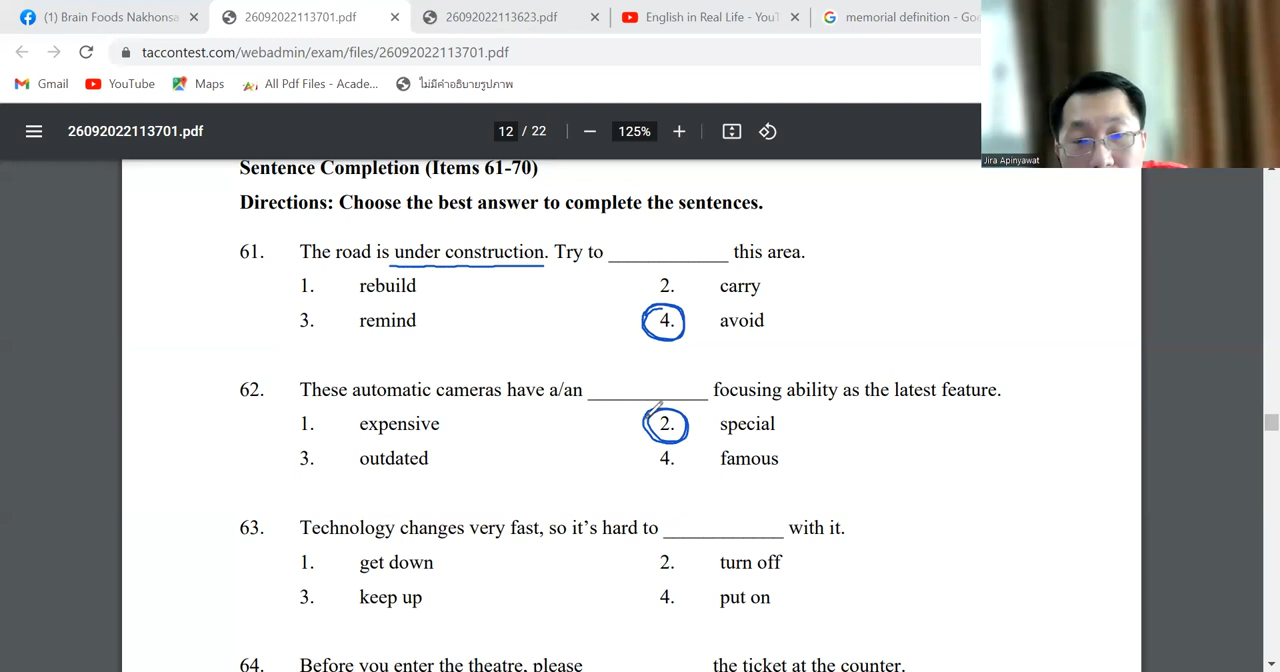 (1) Brain Foods Nakhonsa
26092022113701.pdf
26092022113623.pdf
English in Real Life - YouT
memorial definition - Goo
taccontest.com/webadmin/exam/files/26092022113701.pdf
Gmail YouTube Maps All Pdf Files - Acade... ไม่มีคำอธิบายรูปภาพ
26092022113701.pdf 12 / 22 125%
Jira Apinyawat
Sentence Completion (Items 61-70)
Directions: Choose the best answer to complete the sentences.
61. The road is under construction. Try to ____________ this area.
1. rebuild 2. carry
3. remind 4. avoid
62. These automatic cameras have a/an ____________ focusing ability as the latest feature.
1. expensive 2. special
3. outdated 4. famous
63. Technology changes very fast, so it's hard to ____________ with it.
1. get down 2. turn off
3. keep up 4. put on
64. Before you enter the theatre, please ____________ the ticket at the counter.